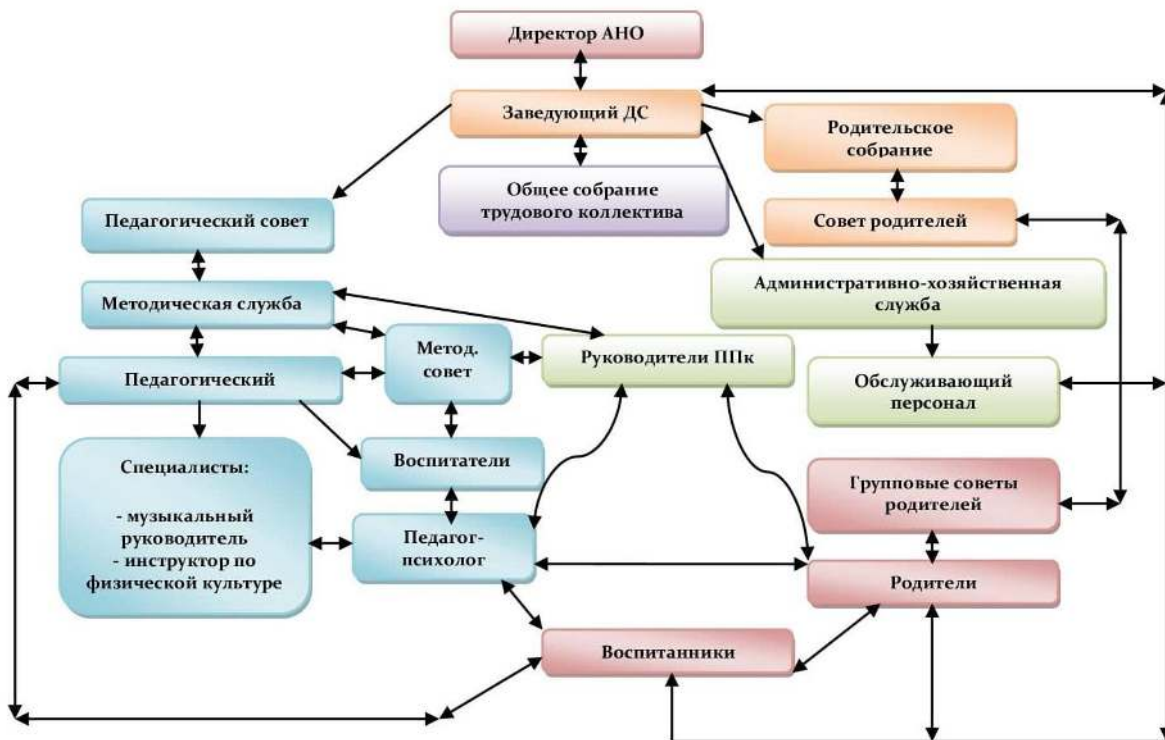 Директор АНО
Заведующий ДС
Родительское
собрание
Общее собрание
трудового коллектива
Педагогический совет
Совет родителей
Методическая служба
Административно-хозяйственная
служба
Метод.
совет
Руководители ППк
Педагогический
Обслуживающий
персонал
Специалисты:
- музыкальный
руководитель
- инструктор по
физической культуре
Воспитатели
Групповые советы
родителей
Педагог-
психолог
Родители
Воспитанники